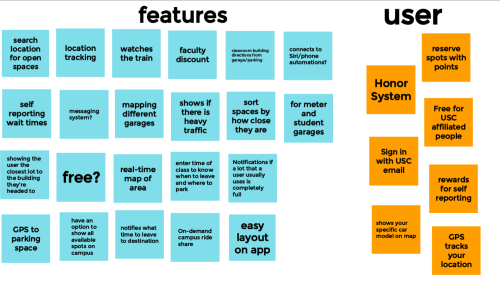 features
user
search
location
for open
spaces
location
tracking
watches
the train
faculty
discount
classroom building
directions from
garage/parking
connects to
Siri/phone
automations?
self
reporting
wait times
messaging
system?
mapping
different
garages
shows if
there is
heavy
traffic
sort
spaces by
how close
they are
for meter
and
student
garages
showing the
user the
closest lot to
the building
they're
headed to
free?
real-time
map of
area
enter time of
class to know
when to leave
and where to
park
Notifications if
a lot that a
user usually
uses is
completely
full
GPS to
parking
space
have an
option to
show all
available
spots on
campus
notifies what
time to leave
to destination
On-demand
campus ride
share
easy
layout
on app
reserve
spots with
points
Honor
System
Free for
USC
affiliated
people
Sign in
with USC
email
rewards
for self
reporting
shows your
specific car
model on map
GPS
tracks
your
location